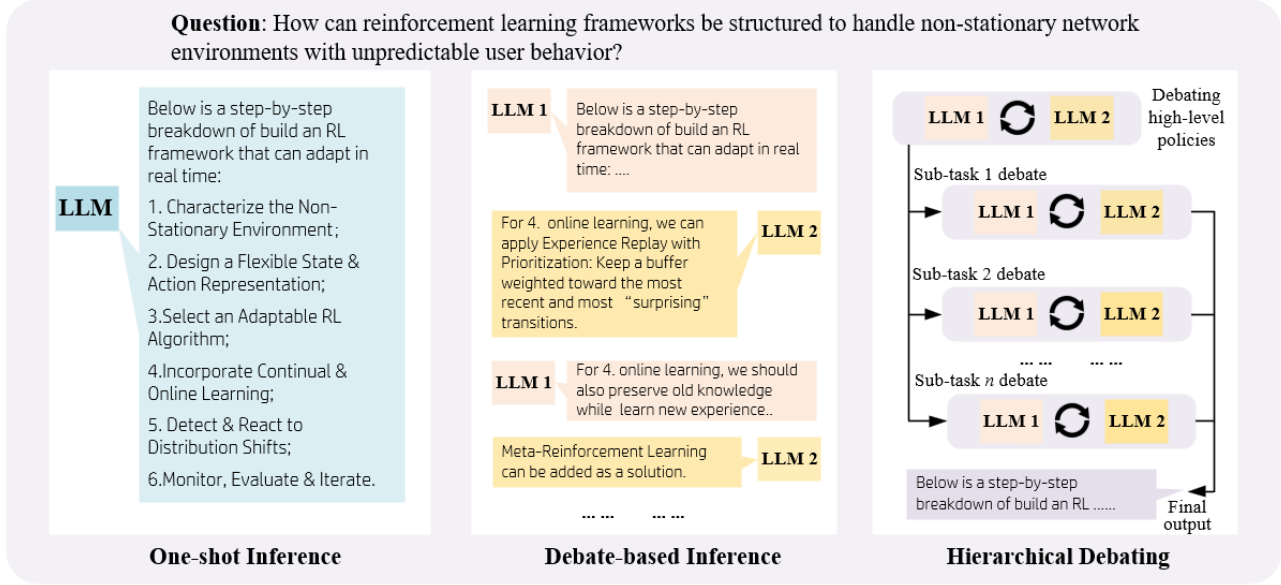 Question: How can reinforcement learning frameworks be structured to handle non-stationary network
environments with unpredictable user behavior?
LLM
Below is a step-by-step
breakdown of build an RL
framework that can adapt in
real time:
1. Characterize the Non-
Stationary Environment;
2. Design a Flexible State &
Action Representation;
3.Select an Adaptable RL
Algorithm;
4.Incorporate Continual &
Online Learning;
5. Detect & React to
Distribution Shifts;
6.Monitor, Evaluate & Iterate.
One-shot Inference
LLM 1
Below is a step-by-step
breakdown of build an RL
framework that can adapt in real
time: ....
For 4. online learning, we can
apply Experience Replay with
Prioritization: Keep a buffer
weighted toward the most
recent and most “surprising”
transitions.
LLM 2
LLM 1
For 4. online learning, we should
also preserve old knowledge
while learn new experience..
Meta-Reinforcement Learning
can be added as a solution.
LLM 2
... ... ... ...
Debate-based Inference
LLM 1 LLM 2
Debating
high-level
policies
Sub-task 1 debate
LLM 1 LLM 2
Sub-task 2 debate
LLM 1 LLM 2
... ... ... ...
Sub-task n debate
LLM 1 LLM 2
Below is a step-by-step
breakdown of build an RL ......
Final
output
Hierarchical Debating